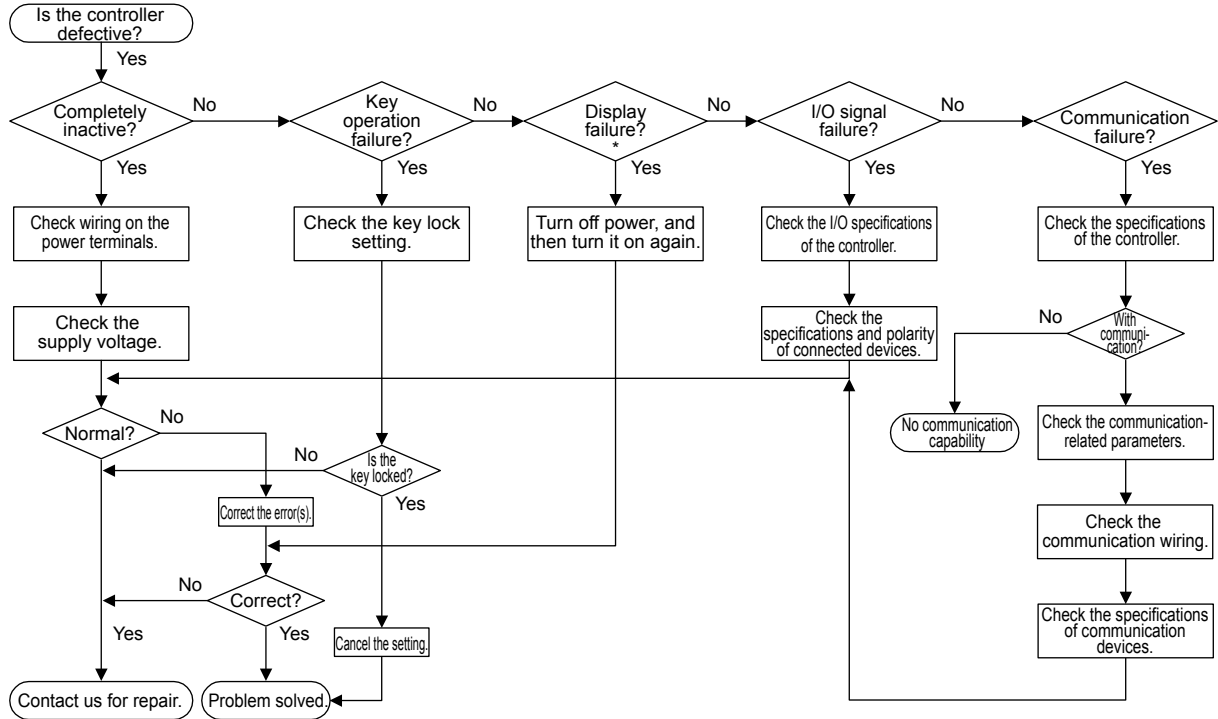 Is the controller
defective?
Yes
Completely
inactive?
No
Key
operation
failure?
No
Display
failure?
*
No
I/O signal
failure?
No
Communication
failure?
Yes
Yes
Yes
Yes
Yes
Check wiring on the
power terminals.
Check the key lock
setting.
Turn off power, and
then turn it on again.
Check the I/O specifications
of the controller.
Check the specifications
of the controller.
Check the
supply voltage.
Check the
specifications and polarity
of connected devices.
No
With
communi-
cation?
Yes
No communication
capability
Check the communication-
related parameters.
Normal?
No
No
Is the
key locked?
Yes
Correct the error(s).
Check the
communication wiring.
No
Correct?
Yes
Yes
Cancel the setting.
Check the specifications
of communication
devices.
Contact us for repair.
Problem solved.